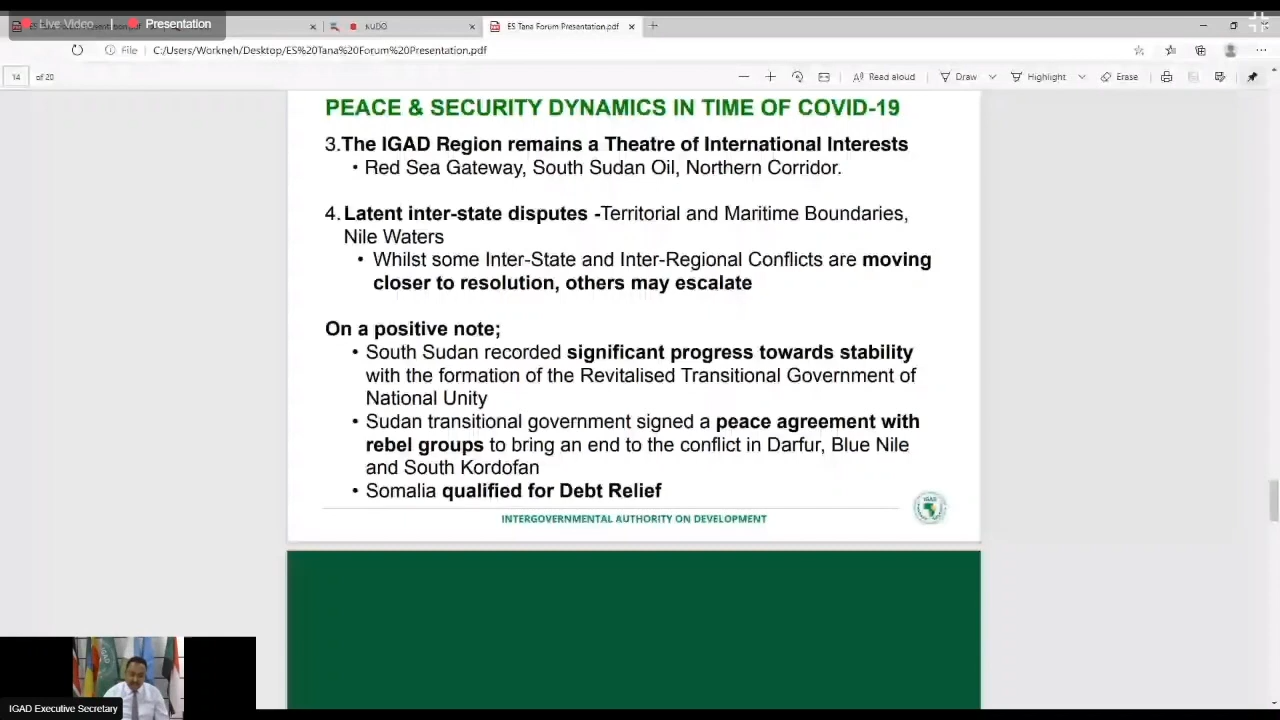 Live Video | Presentation
KUDO
ES Tana Forum Presentation.pdf
File C:/Users/Workneh/Desktop/ES%20Tana%20Forum%20Presentation.pdf
14 of 20
Read aloud
Draw
Highlight
Erase
PEACE & SECURITY DYNAMICS IN TIME OF COVID-19
3.The IGAD Region remains a Theatre of International Interests
• Red Sea Gateway, South Sudan Oil, Northern Corridor.
4. Latent inter-state disputes -Territorial and Maritime Boundaries,
Nile Waters
• Whilst some Inter-State and Inter-Regional Conflicts are moving
closer to resolution, others may escalate
On a positive note;
• South Sudan recorded significant progress towards stability
with the formation of the Revitalised Transitional Government of
National Unity
• Sudan transitional government signed a peace agreement with
rebel groups to bring an end to the conflict in Darfur, Blue Nile
and South Kordofan
• Somalia qualified for Debt Relief
IGAD
INTERGOVERNMENTAL AUTHORITY ON DEVELOPMENT
IGAD
IGAD Executive Secretary